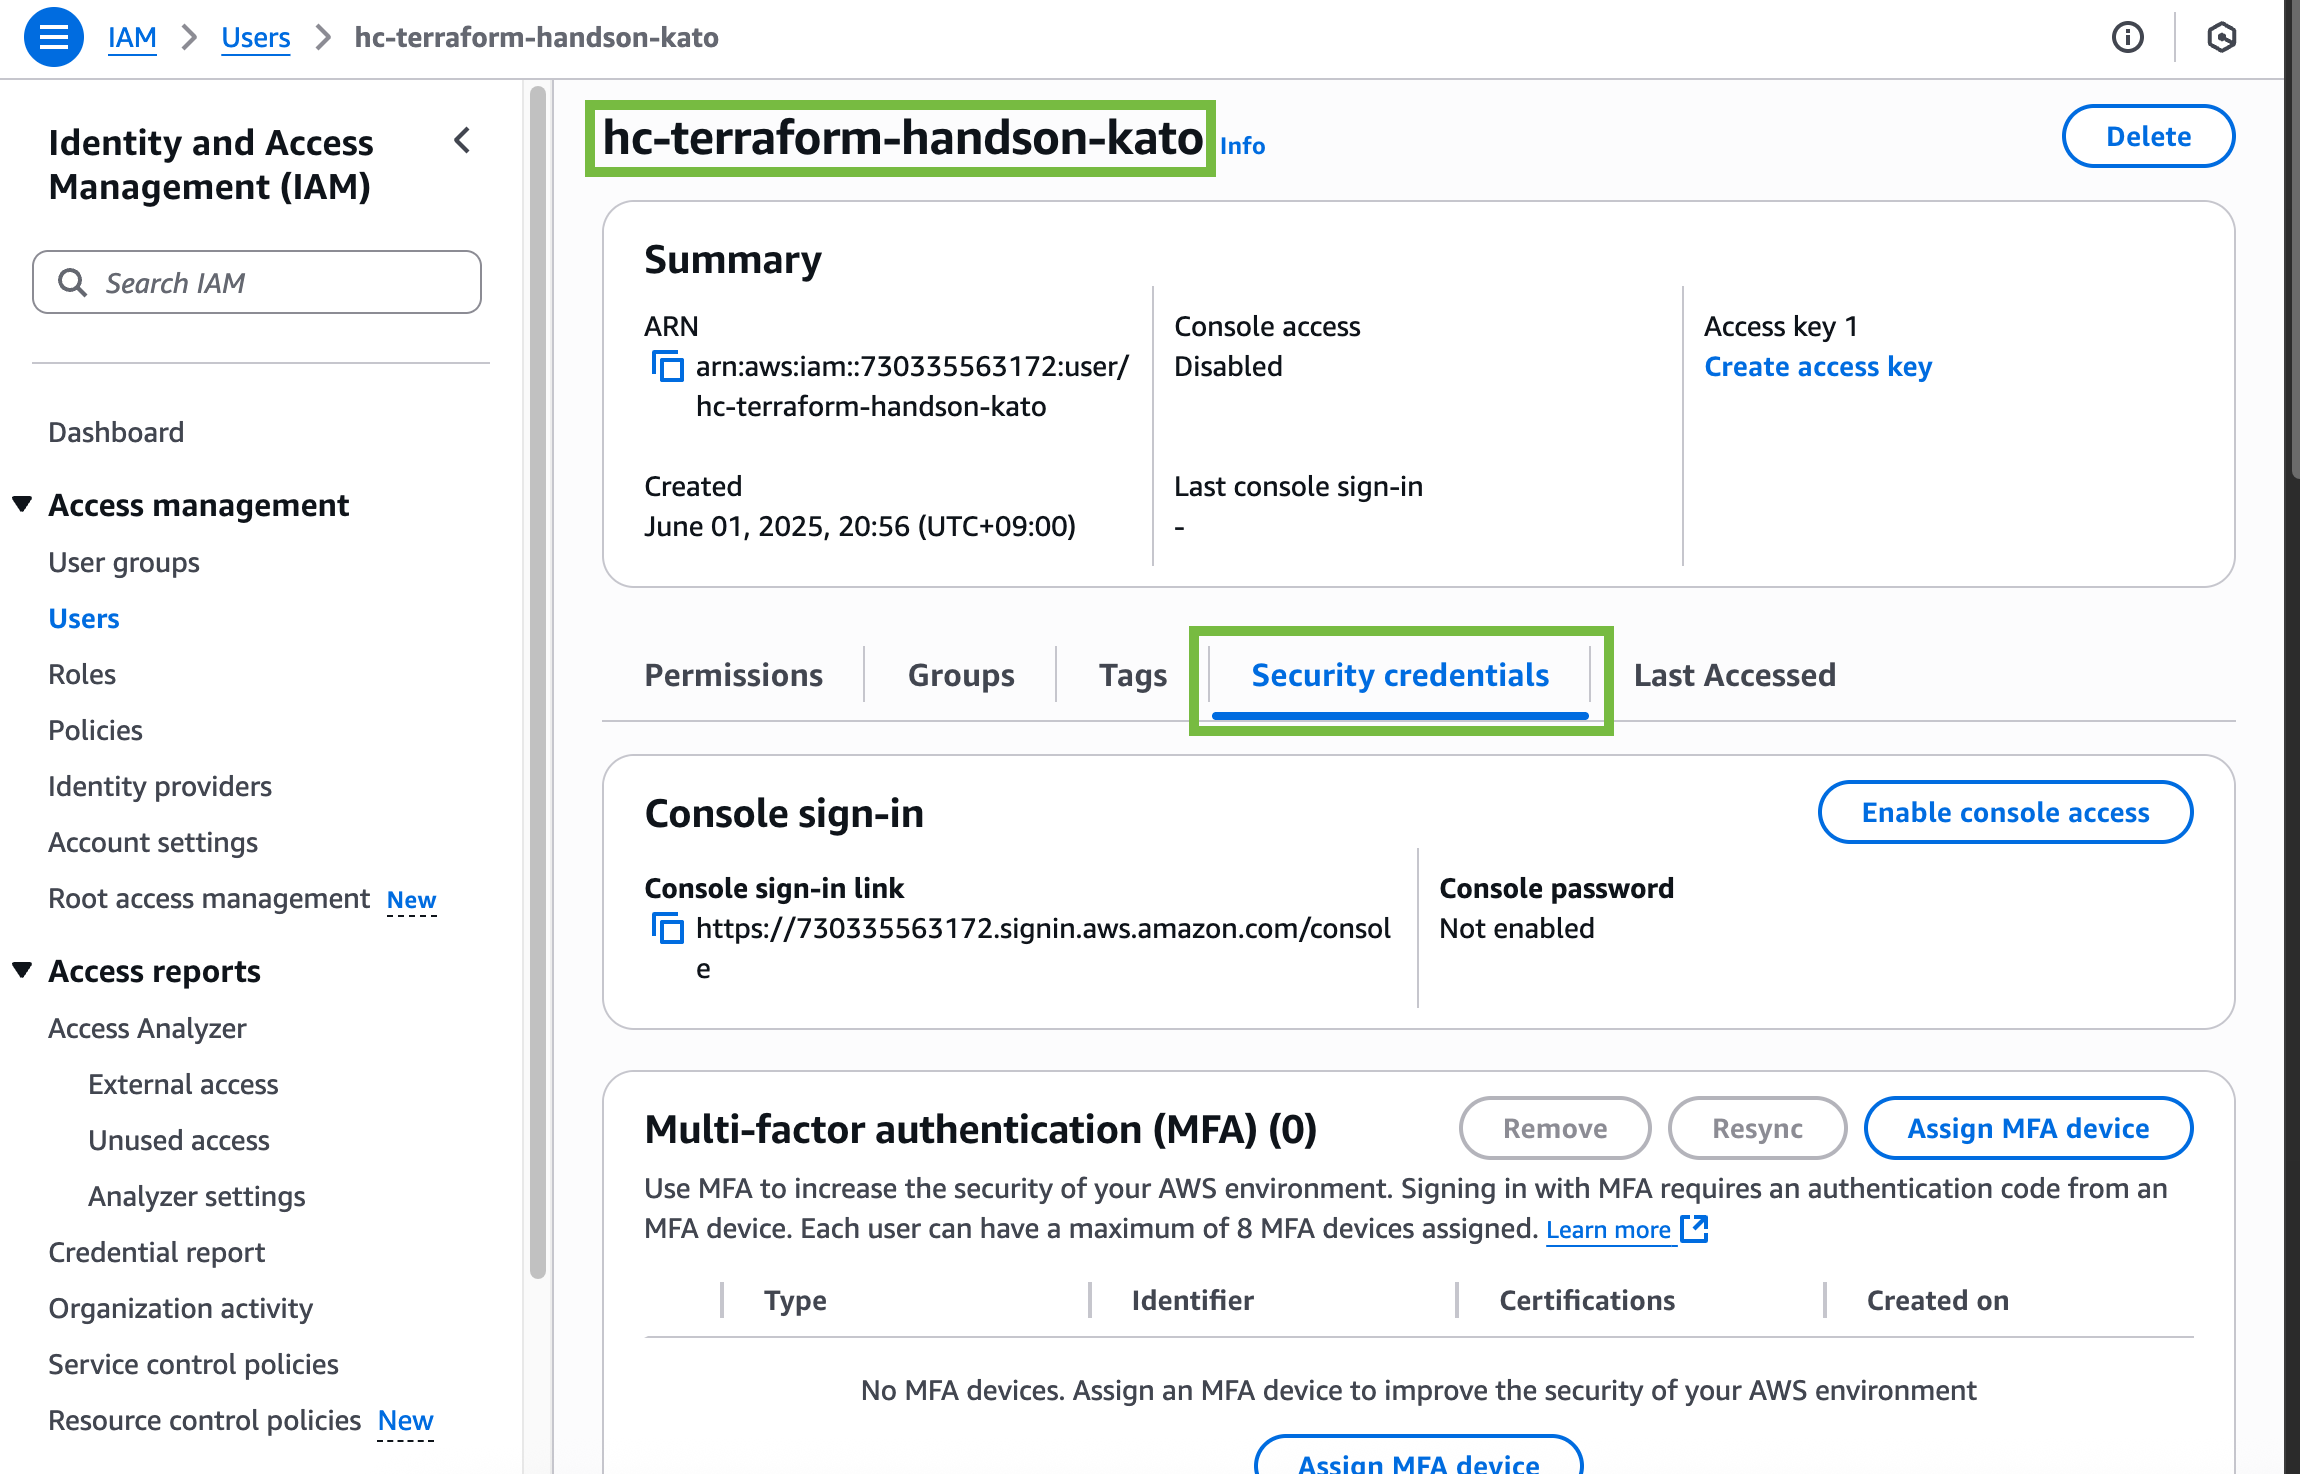 IAM > Users > hc-terraform-handson-kato
Identity and Access
Management (IAM)
Search IAM
Dashboard
Access management
User groups
Users
Roles
Policies
Identity providers
Account settings
Root access management New
Access reports
Access Analyzer
External access
Unused access
Analyzer settings
Credential report
Organization activity
Service control policies
Resource control policies New
hc-terraform-handson-kato Info
Delete
Summary
ARN
arn:aws:iam::730335563172:user/
hc-terraform-handson-kato
Console access
Disabled
Access key 1
Create access key
Created
June 01, 2025, 20:56 (UTC+09:00)
Last console sign-in
-
Permissions
Groups
Tags
Security credentials
Last Accessed
Console sign-in
Enable console access
Console sign-in link
https://730335563172.signin.aws.amazon.com/consol
e
Console password
Not enabled
Multi-factor authentication (MFA) (0)
Remove
Resync
Assign MFA device
Use MFA to increase the security of your AWS environment. Signing in with MFA requires an authentication code from an
MFA device. Each user can have a maximum of 8 MFA devices assigned. Learn more
Type
Identifier
Certifications
Created on
No MFA devices. Assign an MFA device to improve the security of your AWS environment
Assign MFA device